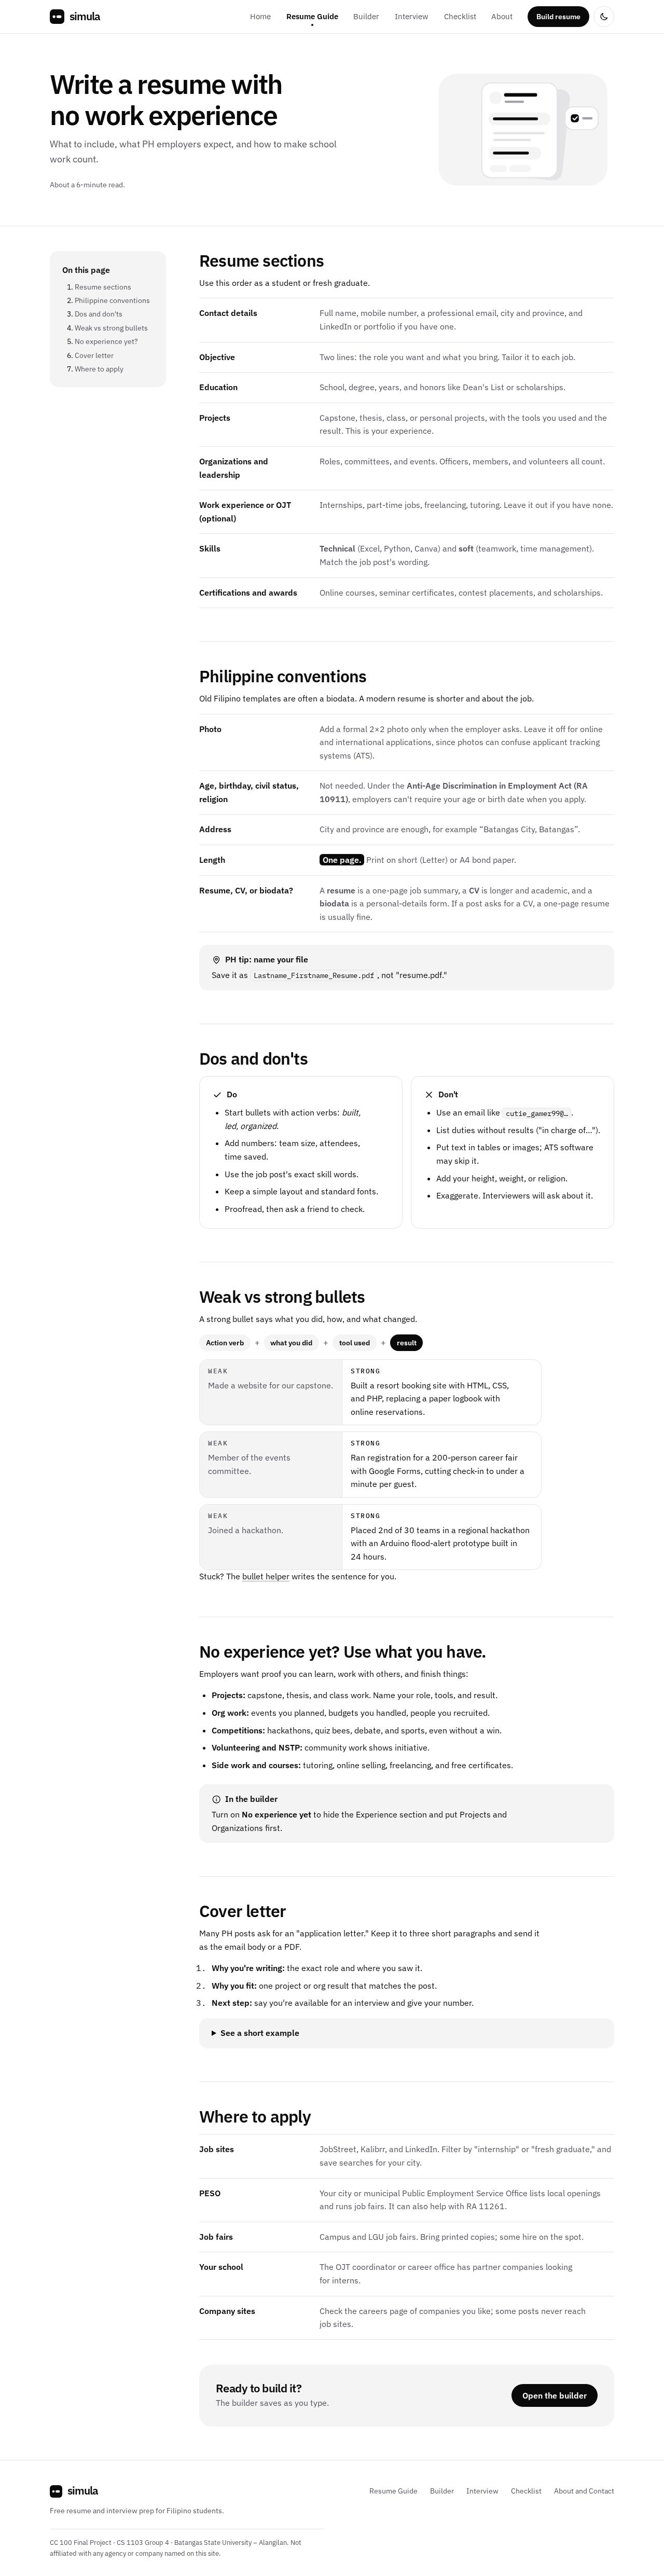 simula
Home Resume Guide Builder Interview Checklist About Build resume
Write a resume with
no work experience
What to include, what PH employers expect, and how to make school
work count.
About a 6-minute read.
On this page
1. Resume sections
2. Philippine conventions
3. Dos and don'ts
4. Weak vs strong bullets
5. No experience yet?
6. Cover letter
7. Where to apply
Resume sections
Use this order as a student or fresh graduate.
Contact details
Full name, mobile number, a professional email, city and province, and
LinkedIn or portfolio if you have one.
Objective
Two lines: the role you want and what you bring. Tailor it to each job.
Education
School, degree, years, and honors like Dean's List or scholarships.
Projects
Capstone, thesis, class, or personal projects, with the tools you used and the
result. This is your experience.
Organizations and
leadership
Roles, committees, and events. Officers, members, and volunteers all count.
Work experience or OJT
(optional)
Internships, part-time jobs, freelancing, tutoring. Leave it out if you have none.
Skills
Technical (Excel, Python, Canva) and soft (teamwork, time management).
Match the job post's wording.
Certifications and awards
Online courses, seminar certificates, contest placements, and scholarships.
Philippine conventions
Old Filipino templates are often a biodata. A modern resume is shorter and about the job.
Photo
Add a formal 2×2 photo only when the employer asks. Leave it off for online
and international applications, since photos can confuse applicant tracking
systems (ATS).
Age, birthday, civil status,
religion
Not needed. Under the Anti-Age Discrimination in Employment Act (RA
10911), employers can't require your age or birth date when you apply.
Address
City and province are enough, for example “Batangas City, Batangas”.
Length
One page. Print on short (Letter) or A4 bond paper.
Resume, CV, or biodata?
A resume is a one-page job summary, a CV is longer and academic, and a
biodata is a personal-details form. If a post asks for a CV, a one-page resume
is usually fine.
PH tip: name your file
Save it as Lastname_Firstname_Resume.pdf, not "resume.pdf."
Dos and don'ts
Do
Start bullets with action verbs: built,
led, organized.
Add numbers: team size, attendees,
time saved.
Use the job post's exact skill words.
Keep a simple layout and standard fonts.
Proofread, then ask a friend to check.
Don't
Use an email like cutie_gamer99@….
List duties without results ("in charge of…").
Put text in tables or images; ATS software
may skip it.
Add your height, weight, or religion.
Exaggerate. Interviewers will ask about it.
Weak vs strong bullets
A strong bullet says what you did, how, and what changed.
Action verb + what you did + tool used + result
WEAK
Made a website for our capstone.
STRONG
Built a resort booking site with HTML, CSS,
and PHP, replacing a paper logbook with
online reservations.
WEAK
Member of the events
committee.
STRONG
Ran registration for a 200-person career fair
with Google Forms, cutting check-in to under a
minute per guest.
WEAK
Joined a hackathon.
STRONG
Placed 2nd of 30 teams in a regional hackathon
with an Arduino flood-alert prototype built in
24 hours.
Stuck? The bullet helper writes the sentence for you.
No experience yet? Use what you have.
Employers want proof you can learn, work with others, and finish things:
Projects: capstone, thesis, and class work. Name your role, tools, and result.
Org work: events you planned, budgets you handled, people you recruited.
Competitions: hackathons, quiz bees, debate, and sports, even without a win.
Volunteering and NSTP: community work shows initiative.
Side work and courses: tutoring, online selling, freelancing, and free certificates.
In the builder
Turn on No experience yet to hide the Experience section and put Projects and
Organizations first.
Cover letter
Many PH posts ask for an "application letter." Keep it to three short paragraphs and send it
as the email body or a PDF.
1. Why you're writing: the exact role and where you saw it.
2. Why you fit: one project or org result that matches the post.
3. Next step: say you're available for an interview and give your number.
See a short example
Where to apply
Job sites
JobStreet, Kalibrr, and LinkedIn. Filter by "internship" or "fresh graduate," and
save searches for your city.
PESO
Your city or municipal Public Employment Service Office lists local openings
and runs job fairs. It can also help with RA 11261.
Job fairs
Campus and LGU job fairs. Bring printed copies; some hire on the spot.
Your school
The OJT coordinator or career office has partner companies looking
for interns.
Company sites
Check the careers page of companies you like; some posts never reach
job sites.
Ready to build it?
The builder saves as you type.
Open the builder
simula
Resume Guide Builder Interview Checklist About and Contact
Free resume and interview prep for Filipino students.
CC 100 Final Project · CS 1103 Group 4 · Batangas State University – Alangilan. Not
affiliated with any agency or company named on this site.